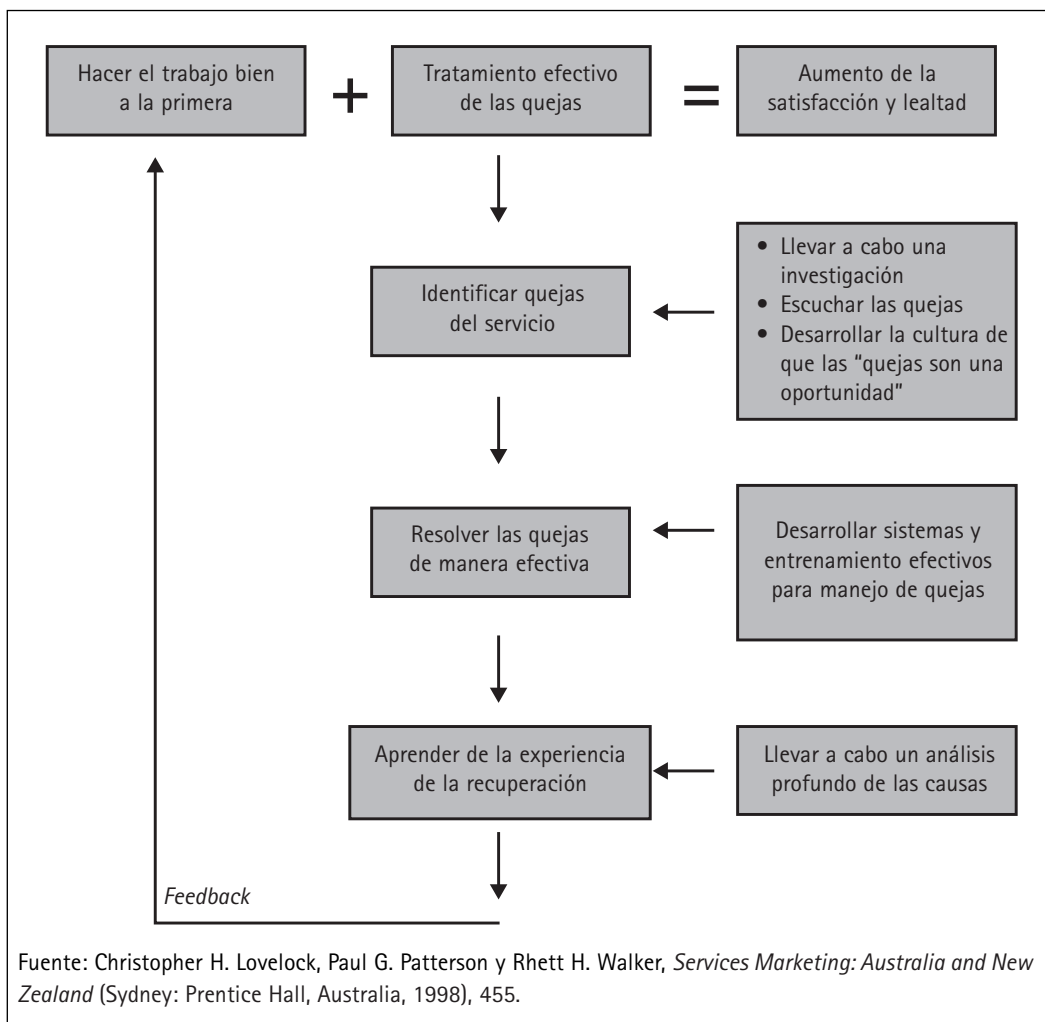 Hacer el trabajo bien
a la primera
+
Tratamiento efectivo
de las quejas
=
Aumento de la
satisfacción y lealtad
Identificar quejas
del servicio
• Llevar a cabo una
investigación
• Escuchar las quejas
• Desarrollar la cultura de
que las “quejas son una
oportunidad”
Resolver las quejas
de manera efectiva
Desarrollar sistemas y
entrenamiento efectivos
para manejo de quejas
Aprender de la experiencia
de la recuperación
Llevar a cabo un análisis
profundo de las causas
Feedback
Fuente: Christopher H. Lovelock, Paul G. Patterson y Rhett H. Walker, Services Marketing: Australia and New
Zealand (Sydney: Prentice Hall, Australia, 1998), 455.